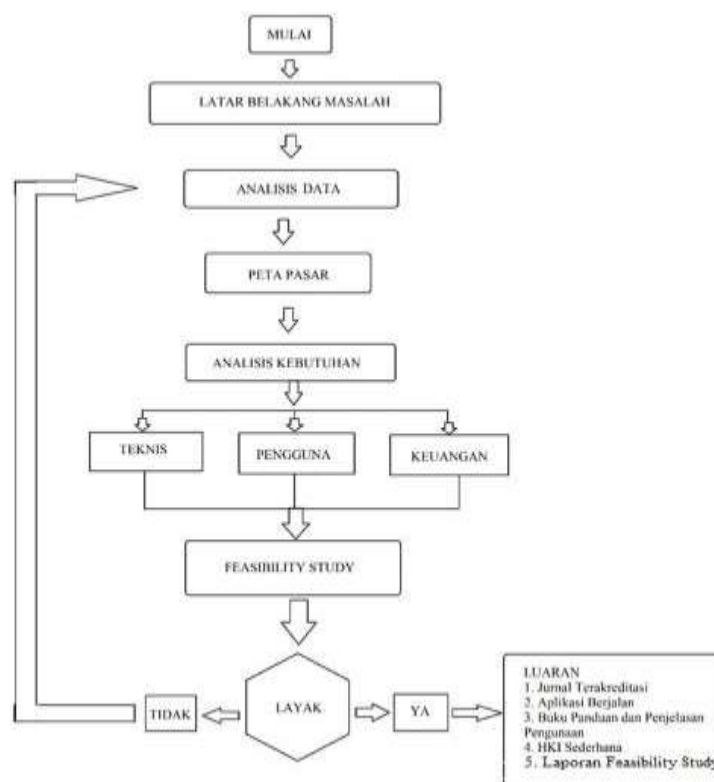 MULAI
LATAR BELAKANG MASALAH
ANALISIS DATA
PETA PASAR
ANALISIS KEBUTUHAN
TEKNIS
PENGGUNA
KEUANGAN
FEASIBILITY STUDY
LAYAK
TIDAK
YA
LUARAN
1. Jurnal Terakreditasi
2. Aplikasi Berjalan
3. Buku Panduan dan Penjelasan
Pengunaan
4. HKI Sederhana
5. Laporan Feasibility Study